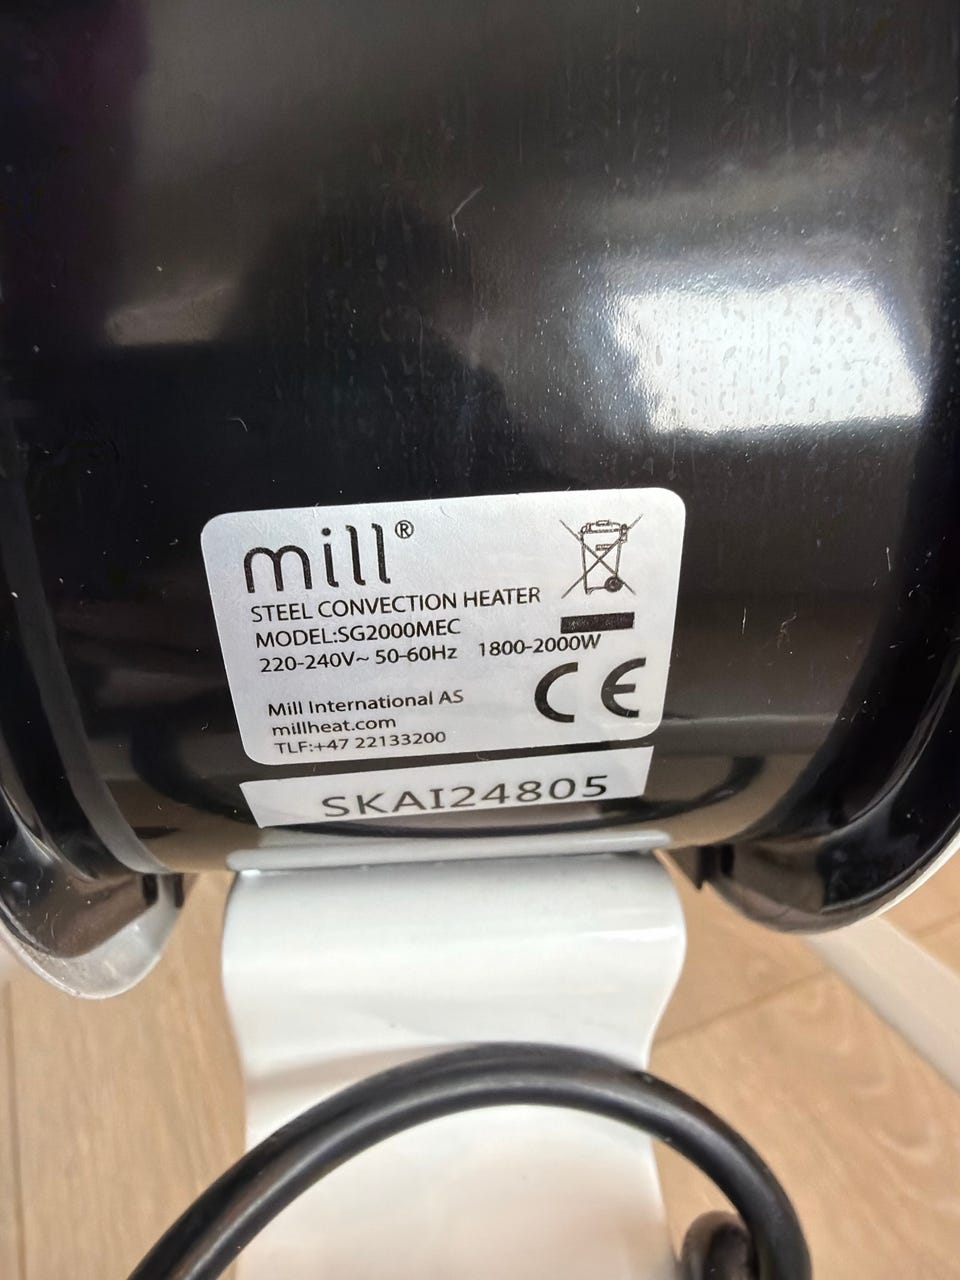 mill®
STEEL CONVECTION HEATER
MODEL:SG2000MEC
220-240V~ 50-60Hz 1800-2000W
CE
Mill International AS
millheat.com
TLF:+47 22133200
SKAI24805